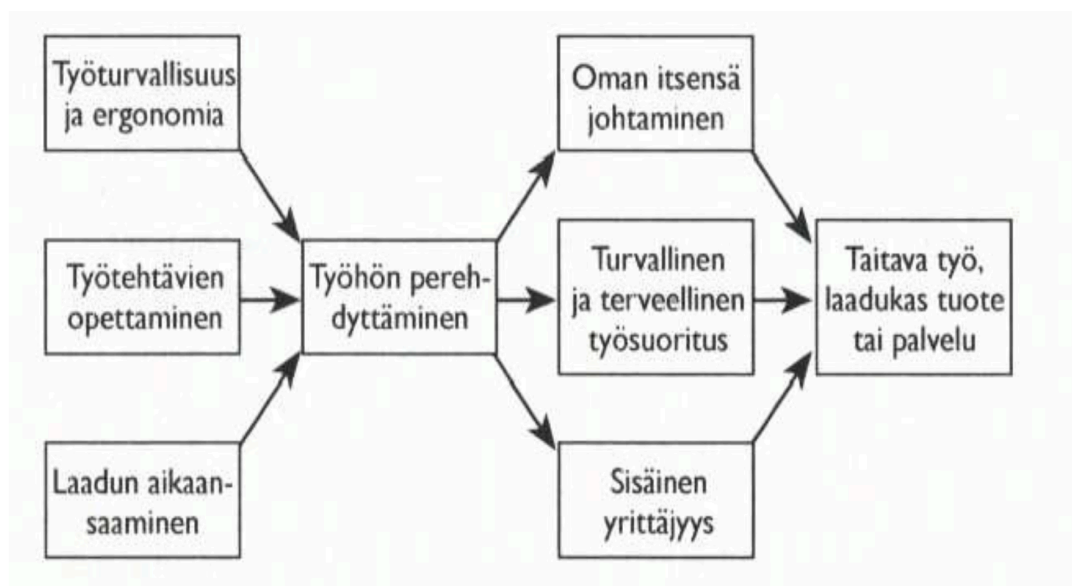 Työturvallisuus
ja ergonomia
Työtehtävien
opettaminen
Laadun aikaan-
saaminen
Työhön pereh-
dyttäminen
Oman itsensä
johtaminen
Turvallinen
ja terveellinen
työsuoritus
Sisäinen
yrittäjyys
Taitava työ,
laadukas tuote
tai palvelu